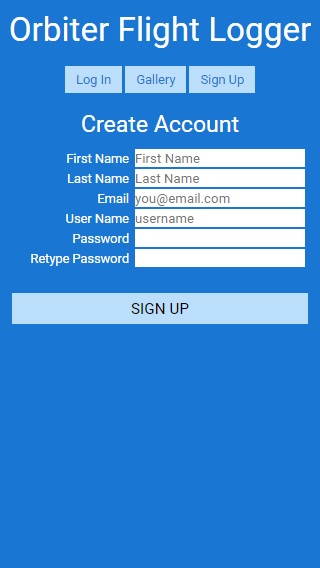 Orbiter Flight Logger
Log In Gallery Sign Up
Create Account
First Name First Name
Last Name Last Name
Email you@email.com
User Name username
Password
Retype Password
SIGN UP